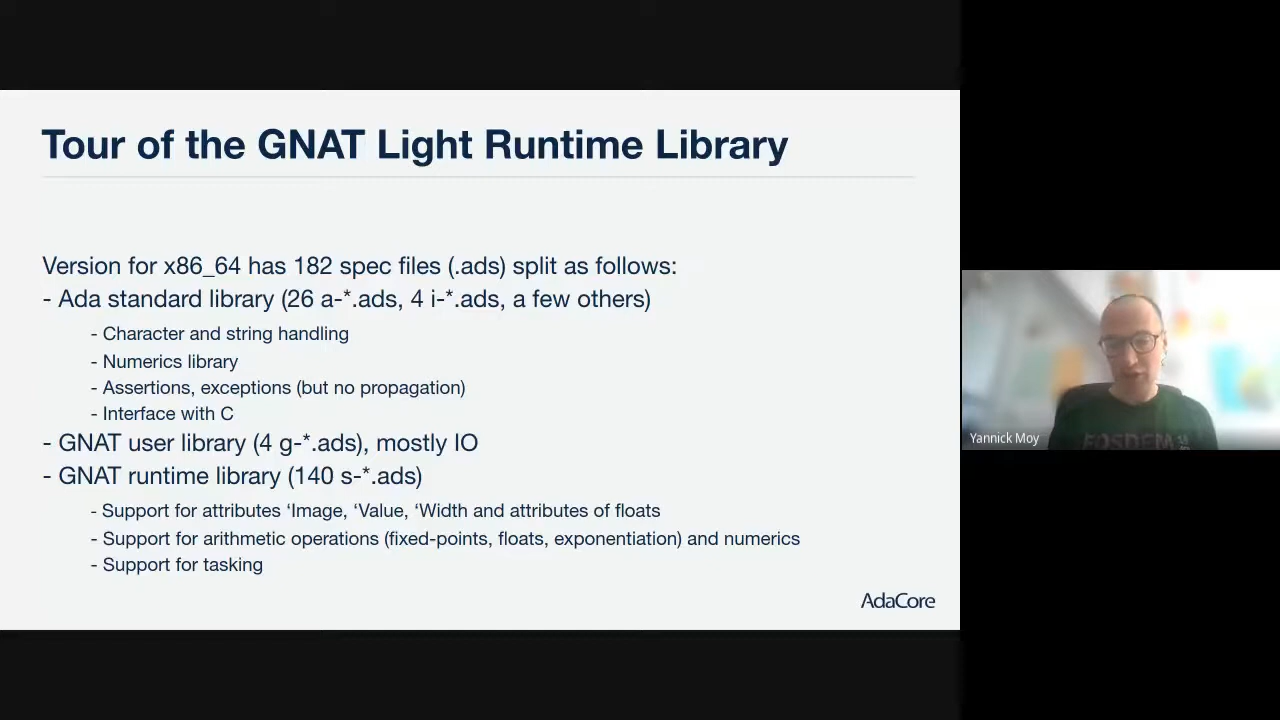 Tour of the GNAT Light Runtime Library
Version for x86_64 has 182 spec files (.ads) split as follows:
- Ada standard library (26 a-*.ads, 4 i-*.ads, a few others)
- Character and string handling
- Numerics library
- Assertions, exceptions (but no propagation)
- Interface with C
- GNAT user library (4 g-*.ads), mostly IO
- GNAT runtime library (140 s-*.ads)
- Support for attributes ‘Image, ‘Value, ‘Width and attributes of floats
- Support for arithmetic operations (fixed-points, floats, exponentiation) and numerics
- Support for tasking
AdaCore
Yannick Moy
FOSDEM